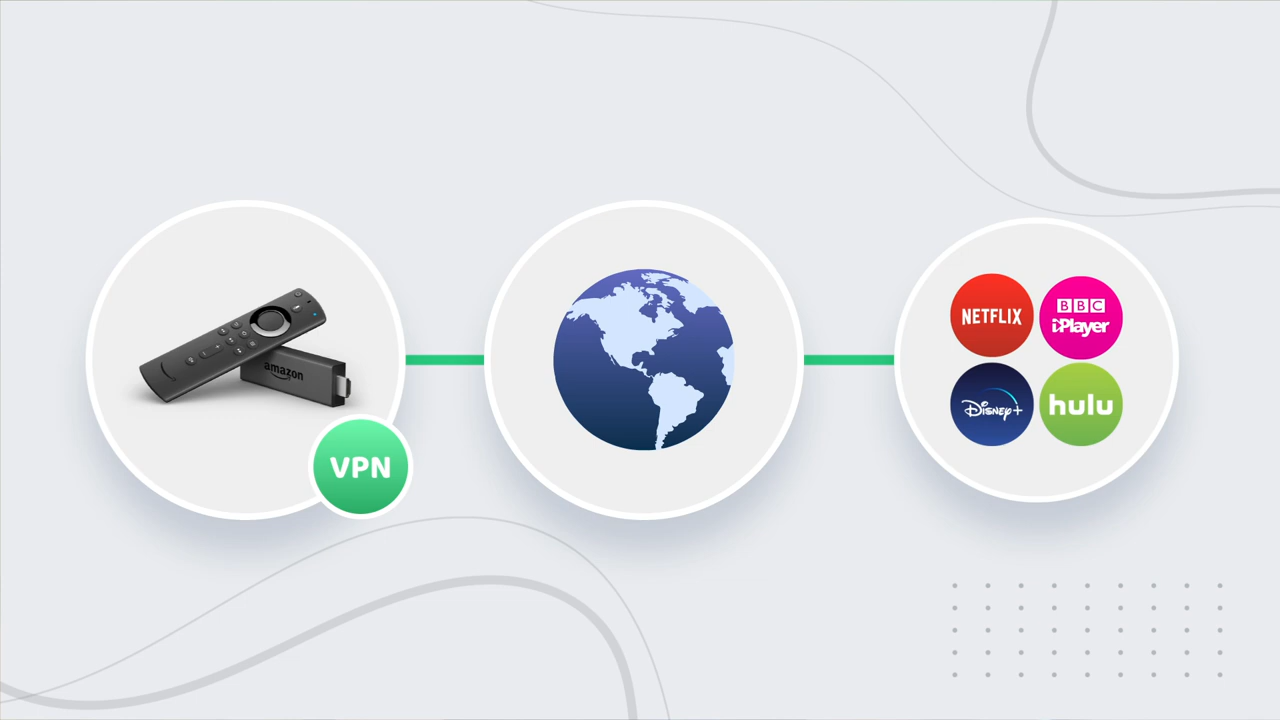 amazon
VPN
NETFLIX
BBC
iPlayer
Disney+
hulu